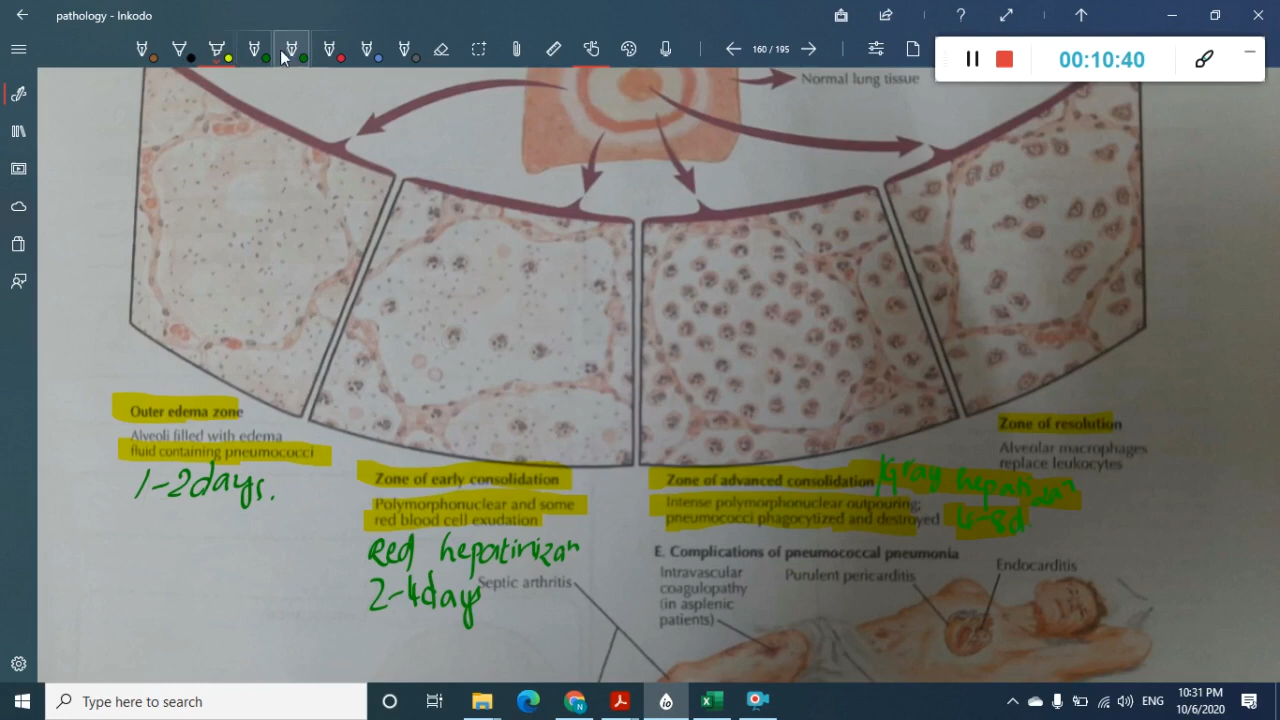 pathology - Inkodo
160 / 195
00:10:40
Normal lung tissue
Outer edema zone
Alveoli filled with edema
fluid containing pneumococci
1-2days.
Zone of early consolidation
Polymorphonuclear and some
red blood cell exudation
Red hepatinizan
2-4days
Zone of advanced consolidation
Intense polymorphonuclear outpouring;
pneumococci phagocytized and destroyed
Gray hepatizan
4-8d
Zone of resolution
Alveolar macrophages
replace leukocytes
E. Complications of pneumococcal pneumonia
Septic arthritis
Intravascular
coagulopathy
(in asplenic
patients)
Purulent pericarditis
Endocarditis
Type here to search
ENG
10:31 PM
10/6/2020